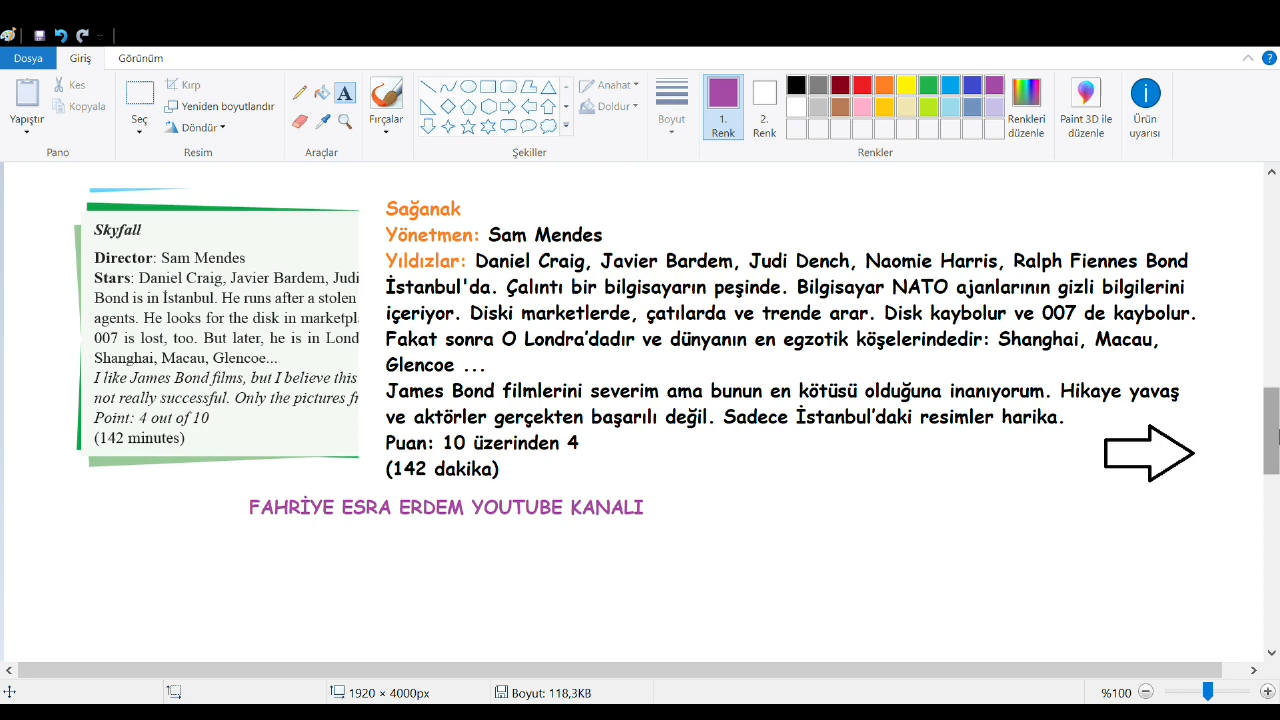 Dosya Giriş Görünüm
Yapıştır
Kes
Kopyala
Pano
Seç
Kırp
Yeniden boyutlandır
Döndür
Resim
A
Araçlar
Fırçalar
Şekiller
Anahat
Doldur
Boyut
1. Renk
2. Renk
Renkleri düzenle
Renkler
Paint 3D ile düzenle
Ürün uyarısı
Skyfall
Director: Sam Mendes
Stars: Daniel Craig, Javier Bardem, Judi
Bond is in İstanbul. He runs after a stolen
agents. He looks for the disk in marketpl
007 is lost, too. But later, he is in Lond
Shanghai, Macau, Glencoe...
I like James Bond films, but I believe this
not really successful. Only the pictures fr
Point: 4 out of 10
(142 minutes)
Sağanak
Yönetmen: Sam Mendes
Yıldızlar: Daniel Craig, Javier Bardem, Judi Dench, Naomie Harris, Ralph Fiennes Bond
İstanbul'da. Çalıntı bir bilgisayarın peşinde. Bilgisayar NATO ajanlarının gizli bilgilerini
içeriyor. Diski marketlerde, çatılarda ve trende arar. Disk kaybolur ve 007 de kaybolur.
Fakat sonra O Londra’dadır ve dünyanın en egzotik köşelerindedir: Shanghai, Macau,
Glencoe ...
James Bond filmlerini severim ama bunun en kötüsü olduğuna inanıyorum. Hikaye yavaş
ve aktörler gerçekten başarılı değil. Sadece İstanbul’daki resimler harika.
Puan: 10 üzerinden 4
(142 dakika)
FAHRİYE ESRA ERDEM YOUTUBE KANALI
1920 × 4000px
Boyut: 118,3KB
%100